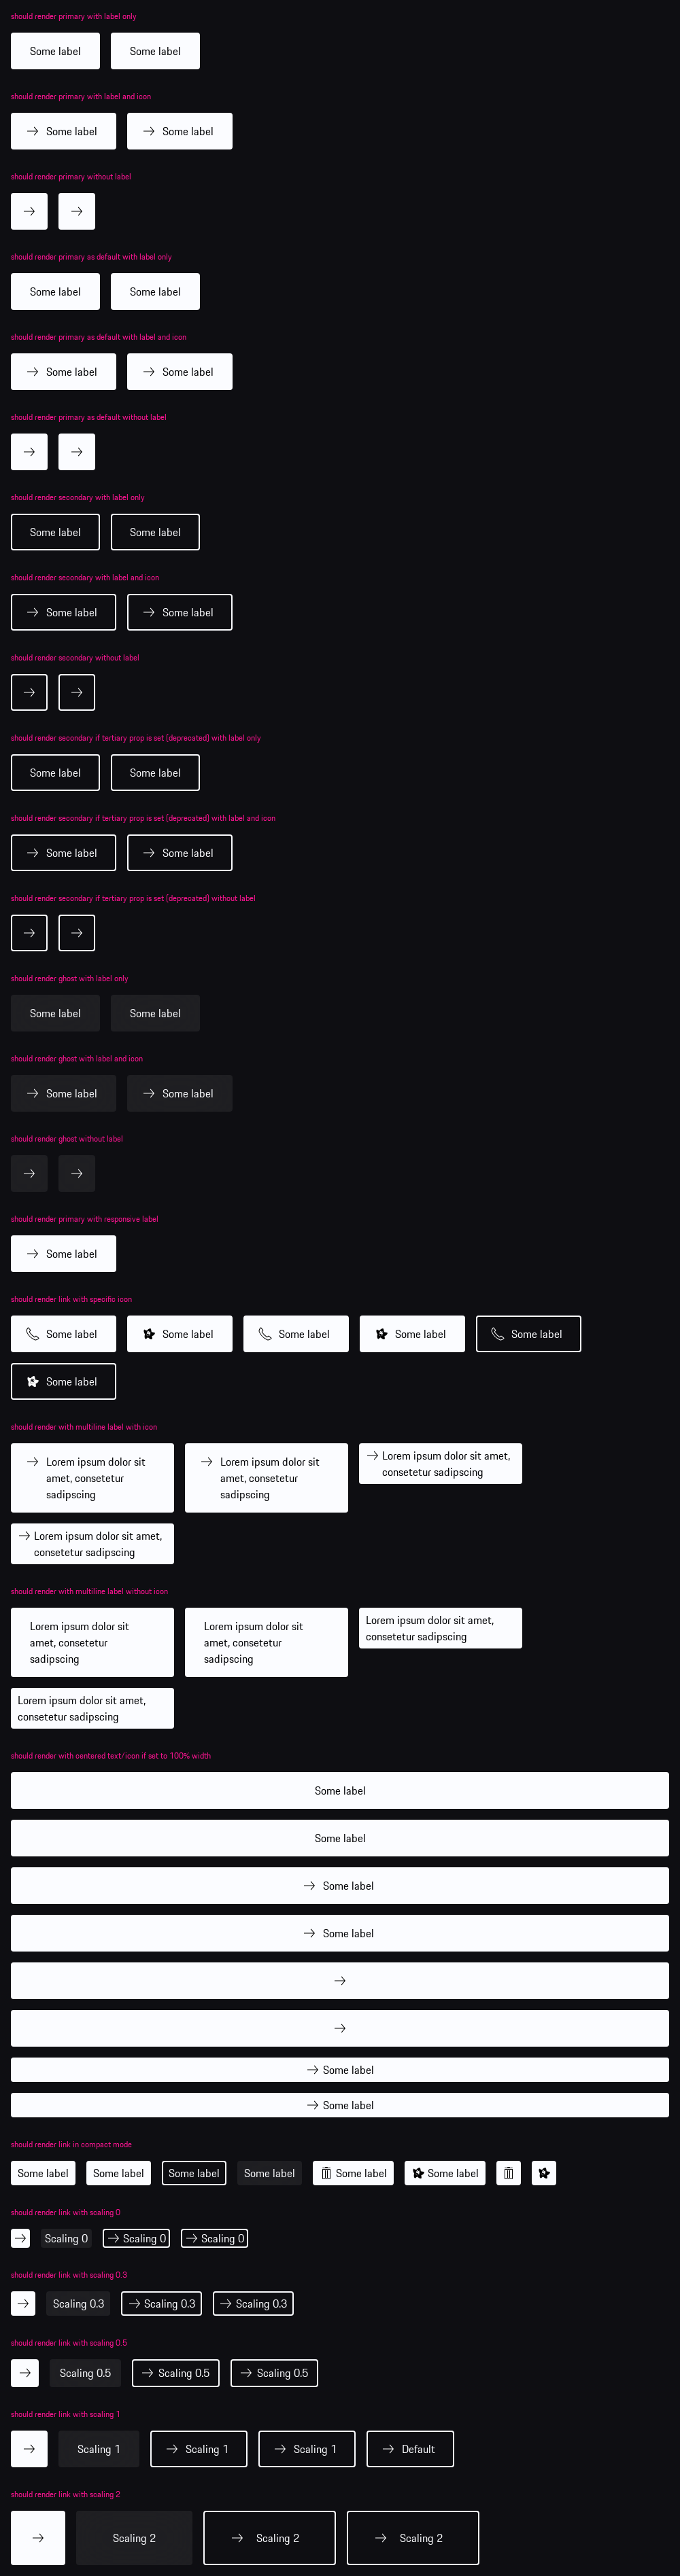 should render primary with label only
Some label Some label
should render primary with label and icon
Some label Some label
should render primary without label
should render primary as default with label only
Some label Some label
should render primary as default with label and icon
Some label Some label
should render primary as default without label
should render secondary with label only
Some label Some label
should render secondary with label and icon
Some label Some label
should render secondary without label
should render secondary if tertiary prop is set (deprecated) with label only
Some label Some label
should render secondary if tertiary prop is set (deprecated) with label and icon
Some label Some label
should render secondary if tertiary prop is set (deprecated) without label
should render ghost with label only
Some label Some label
should render ghost with label and icon
Some label Some label
should render ghost without label
should render primary with responsive label
Some label
should render link with specific icon
Some label Some label Some label Some label Some label
Some label
should render with multiline label with icon
Lorem ipsum dolor sit
amet, consetetur
sadipscing
Lorem ipsum dolor sit
amet, consetetur
sadipscing
Lorem ipsum dolor sit amet,
consetetur sadipscing
Lorem ipsum dolor sit amet,
consetetur sadipscing
should render with multiline label without icon
Lorem ipsum dolor sit
amet, consetetur
sadipscing
Lorem ipsum dolor sit
amet, consetetur
sadipscing
Lorem ipsum dolor sit amet,
consetetur sadipscing
Lorem ipsum dolor sit amet,
consetetur sadipscing
should render with centered text/icon if set to 100% width
Some label
Some label
Some label
Some label
Some label
Some label
should render link in compact mode
Some label Some label Some label Some label Some label Some label
should render link with scaling 0
Scaling 0 Scaling 0 Scaling 0
should render link with scaling 0.3
Scaling 0.3 Scaling 0.3 Scaling 0.3
should render link with scaling 0.5
Scaling 0.5 Scaling 0.5 Scaling 0.5
should render link with scaling 1
Scaling 1 Scaling 1 Scaling 1 Default
should render link with scaling 2
Scaling 2 Scaling 2 Scaling 2